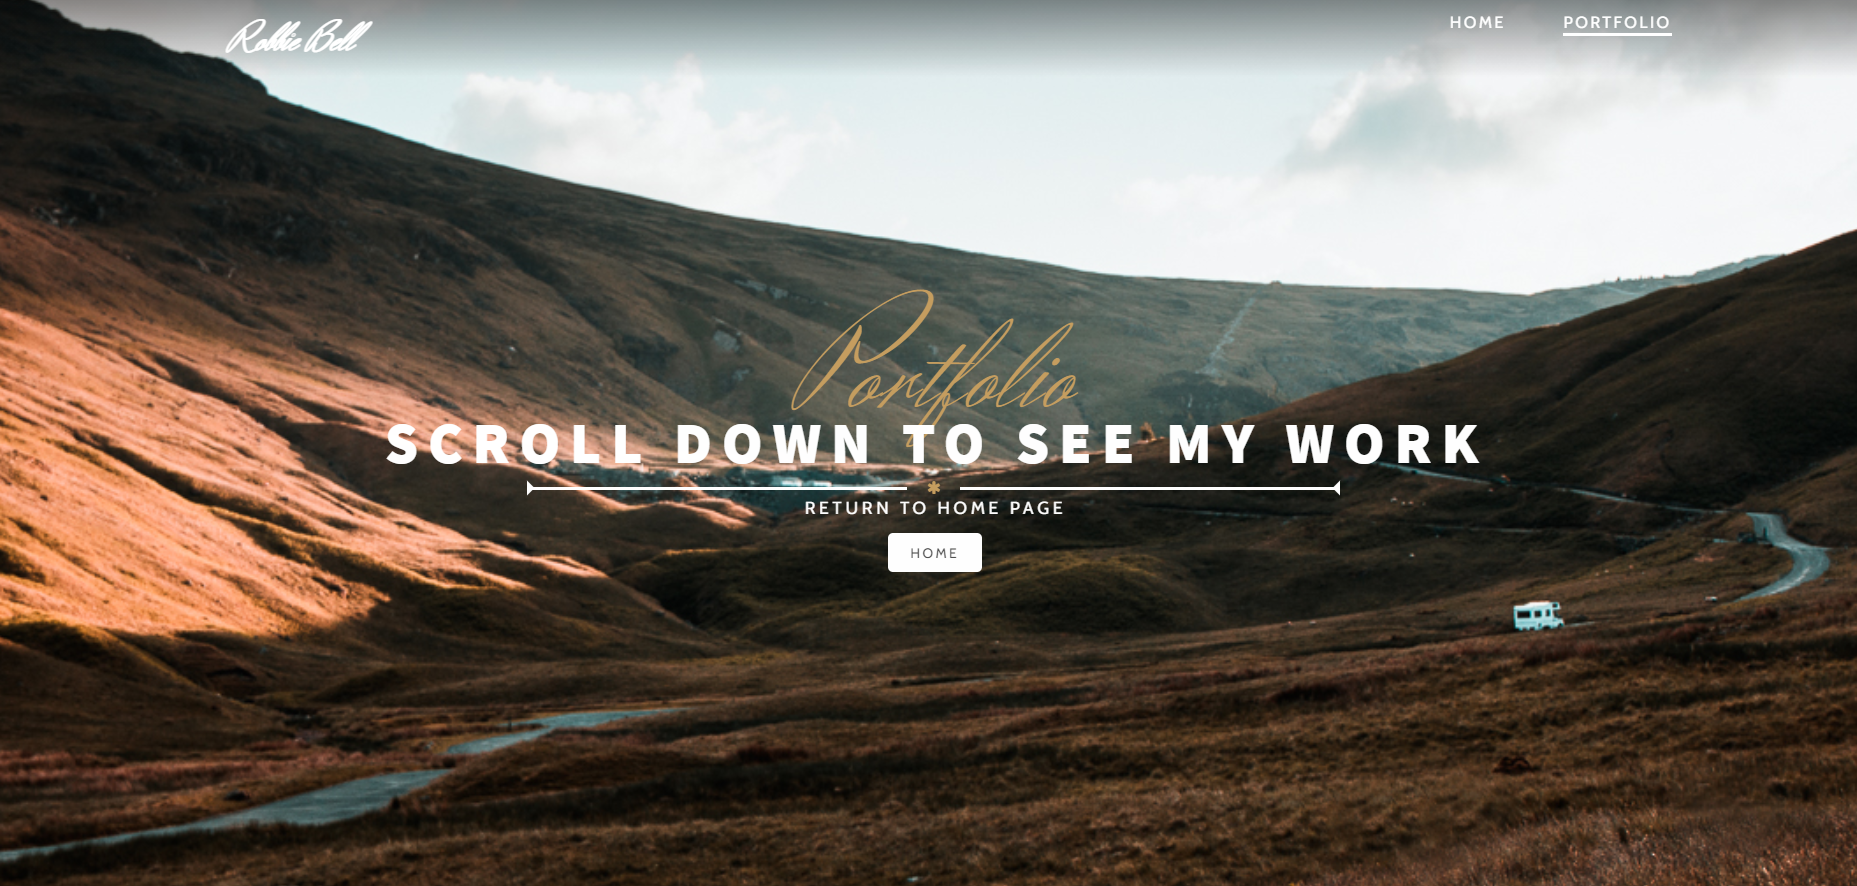 Robbie Bell
HOME
PORTFOLIO
Portfolio
SCROLL DOWN TO SEE MY WORK
RETURN TO HOME PAGE
HOME